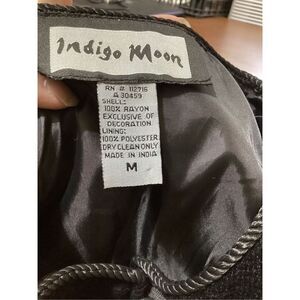 Indigo Moon
RN # 112716
A 30459
SHELL:
100% RAYON
EXCLUSIVE OF
DECORATION
LINING:
100% POLYESTER
DRY CLEAN ONLY
MADE IN INDIA
M